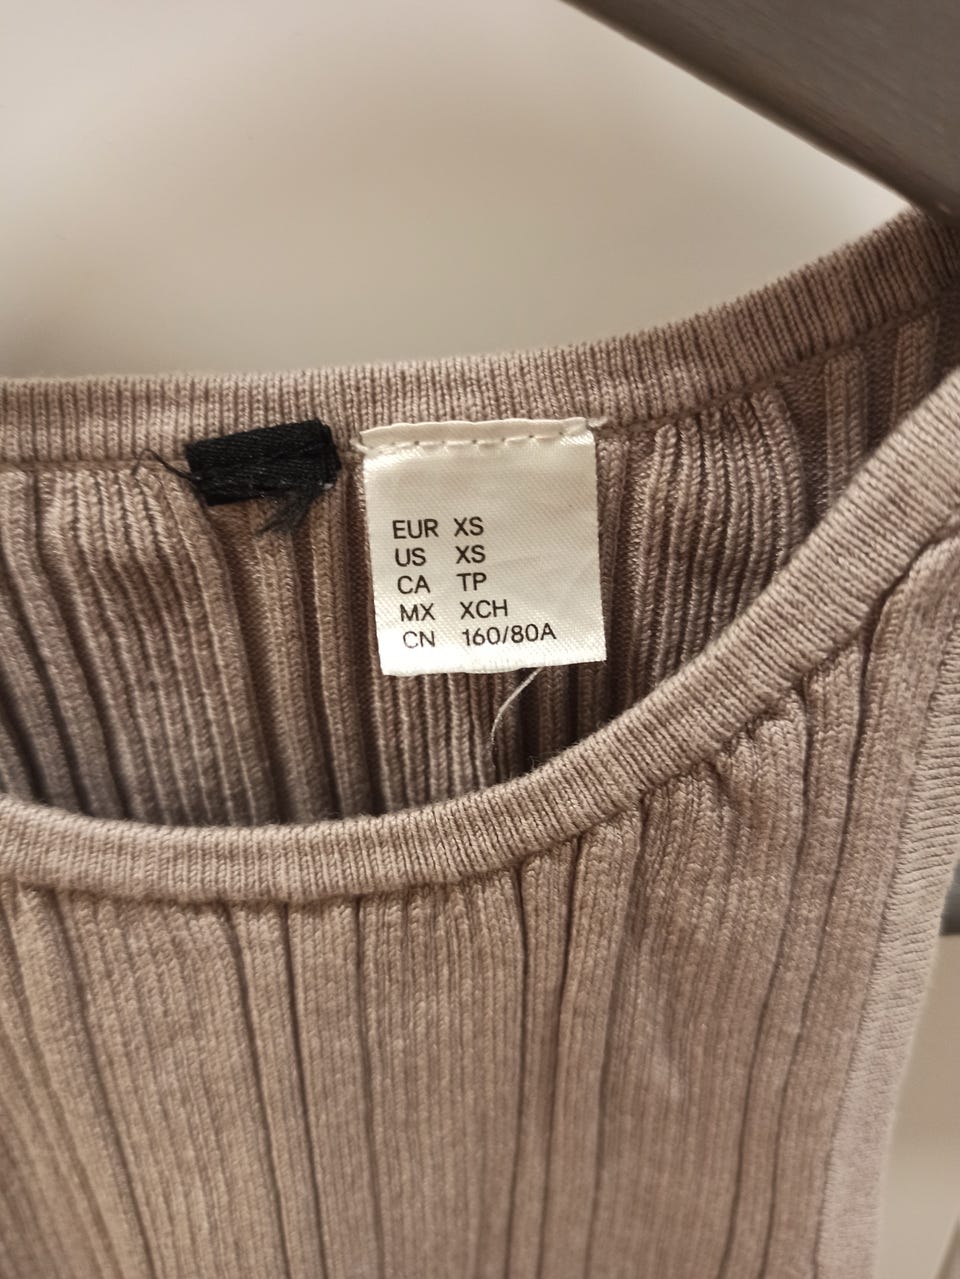 EUR XS
US XS
CA TP
MX XCH
CN 160/80A